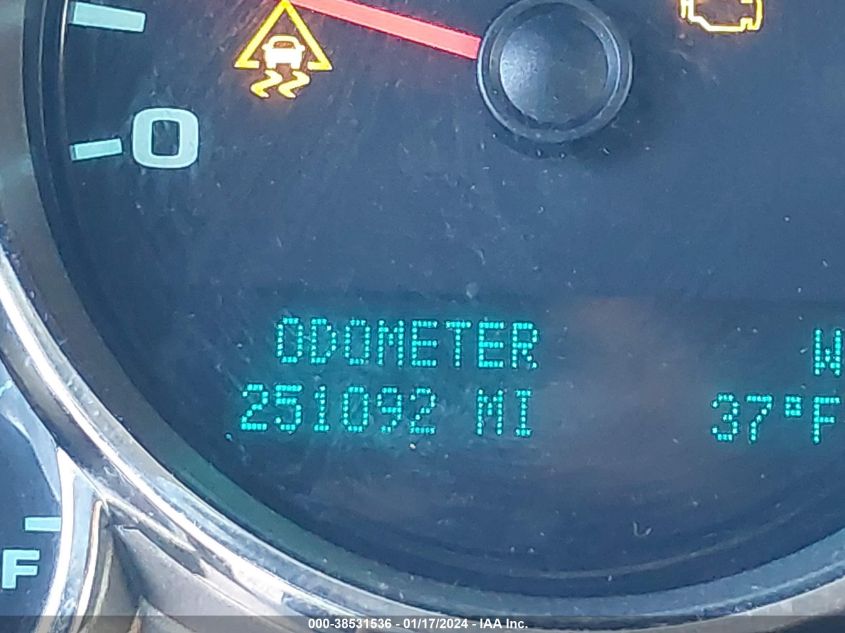 0
ODOMETER W
251092 MI 37°F
F
000-38531536 - 01/17/2024 - IAA Inc.